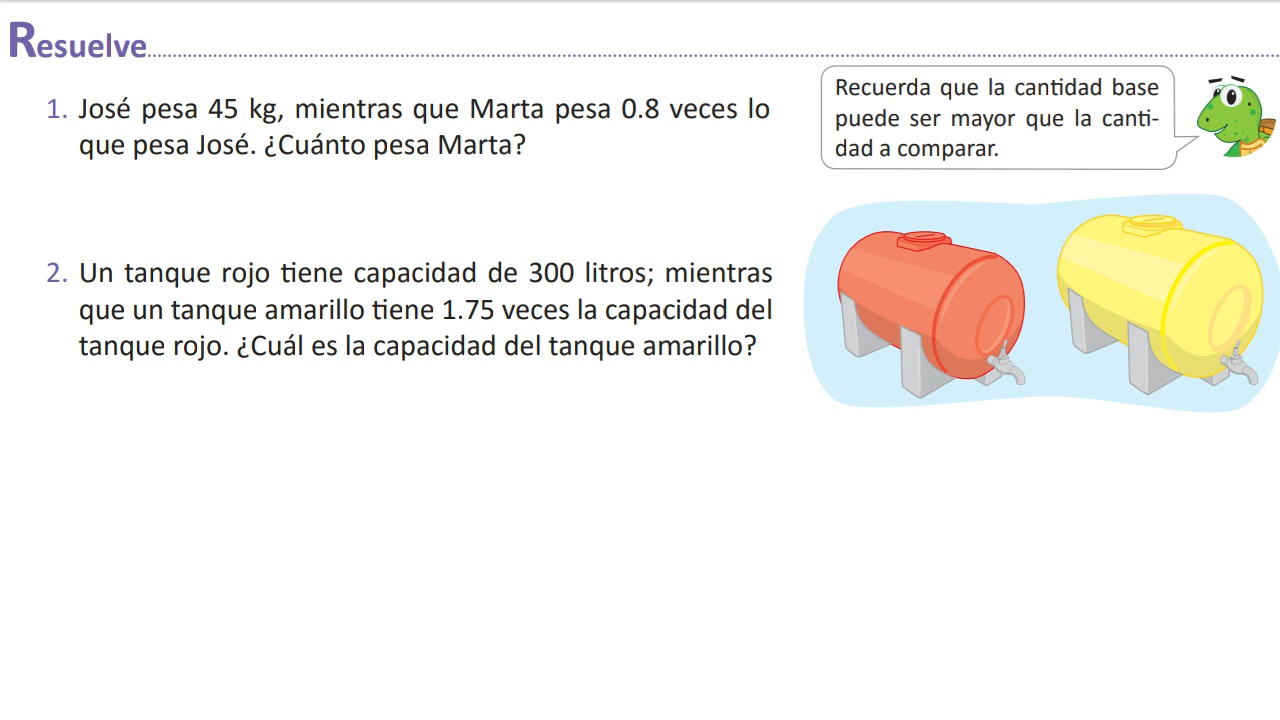 Resuelve
1. José pesa 45 kg, mientras que Marta pesa 0.8 veces lo
que pesa José. ¿Cuánto pesa Marta?
Recuerda que la cantidad base
puede ser mayor que la canti-
dad a comparar.
2. Un tanque rojo tiene capacidad de 300 litros; mientras
que un tanque amarillo tiene 1.75 veces la capacidad del
tanque rojo. ¿Cuál es la capacidad del tanque amarillo?